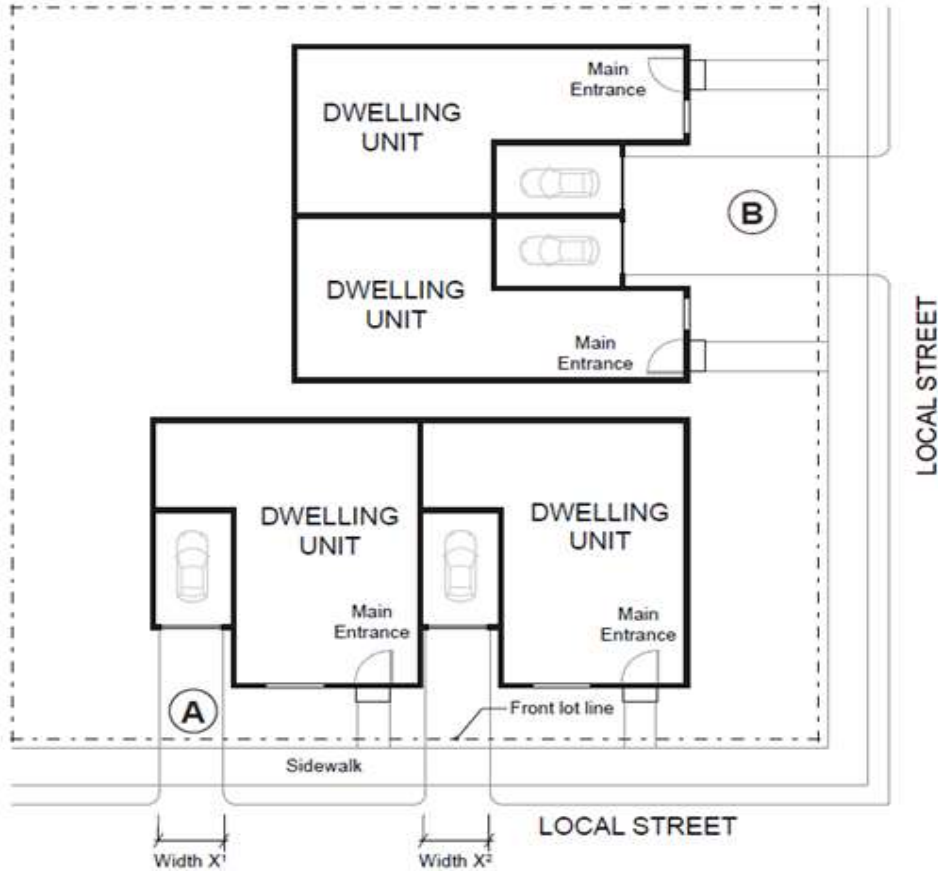 Main
Entrance
DWELLING
UNIT
B
DWELLING
UNIT
Main
Entrance
LOCAL STREET
DWELLING
UNIT
DWELLING
UNIT
Main
Entrance
Main
Entrance
A
Front lot line
Sidewalk
LOCAL STREET
Width X¹
Width X²